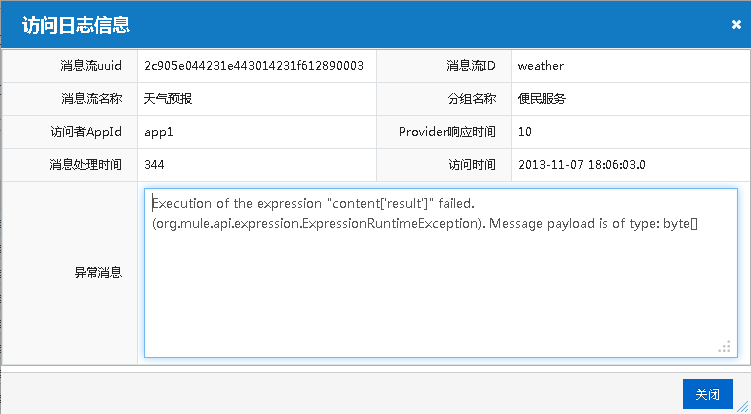 访问日志信息
消息流uuid 2c905e044231e443014231f612890003 消息流ID weather
消息流名称 天气预报 分组名称 便民服务
访问者AppId app1 Provider响应时间 10
消息处理时间 344 访问时间 2013-11-07 18:06:03.0
异常消息
Execution of the expression "content['result']" failed.
(org.mule.api.expression.ExpressionRuntimeException). Message payload is of type: byte[]
关闭